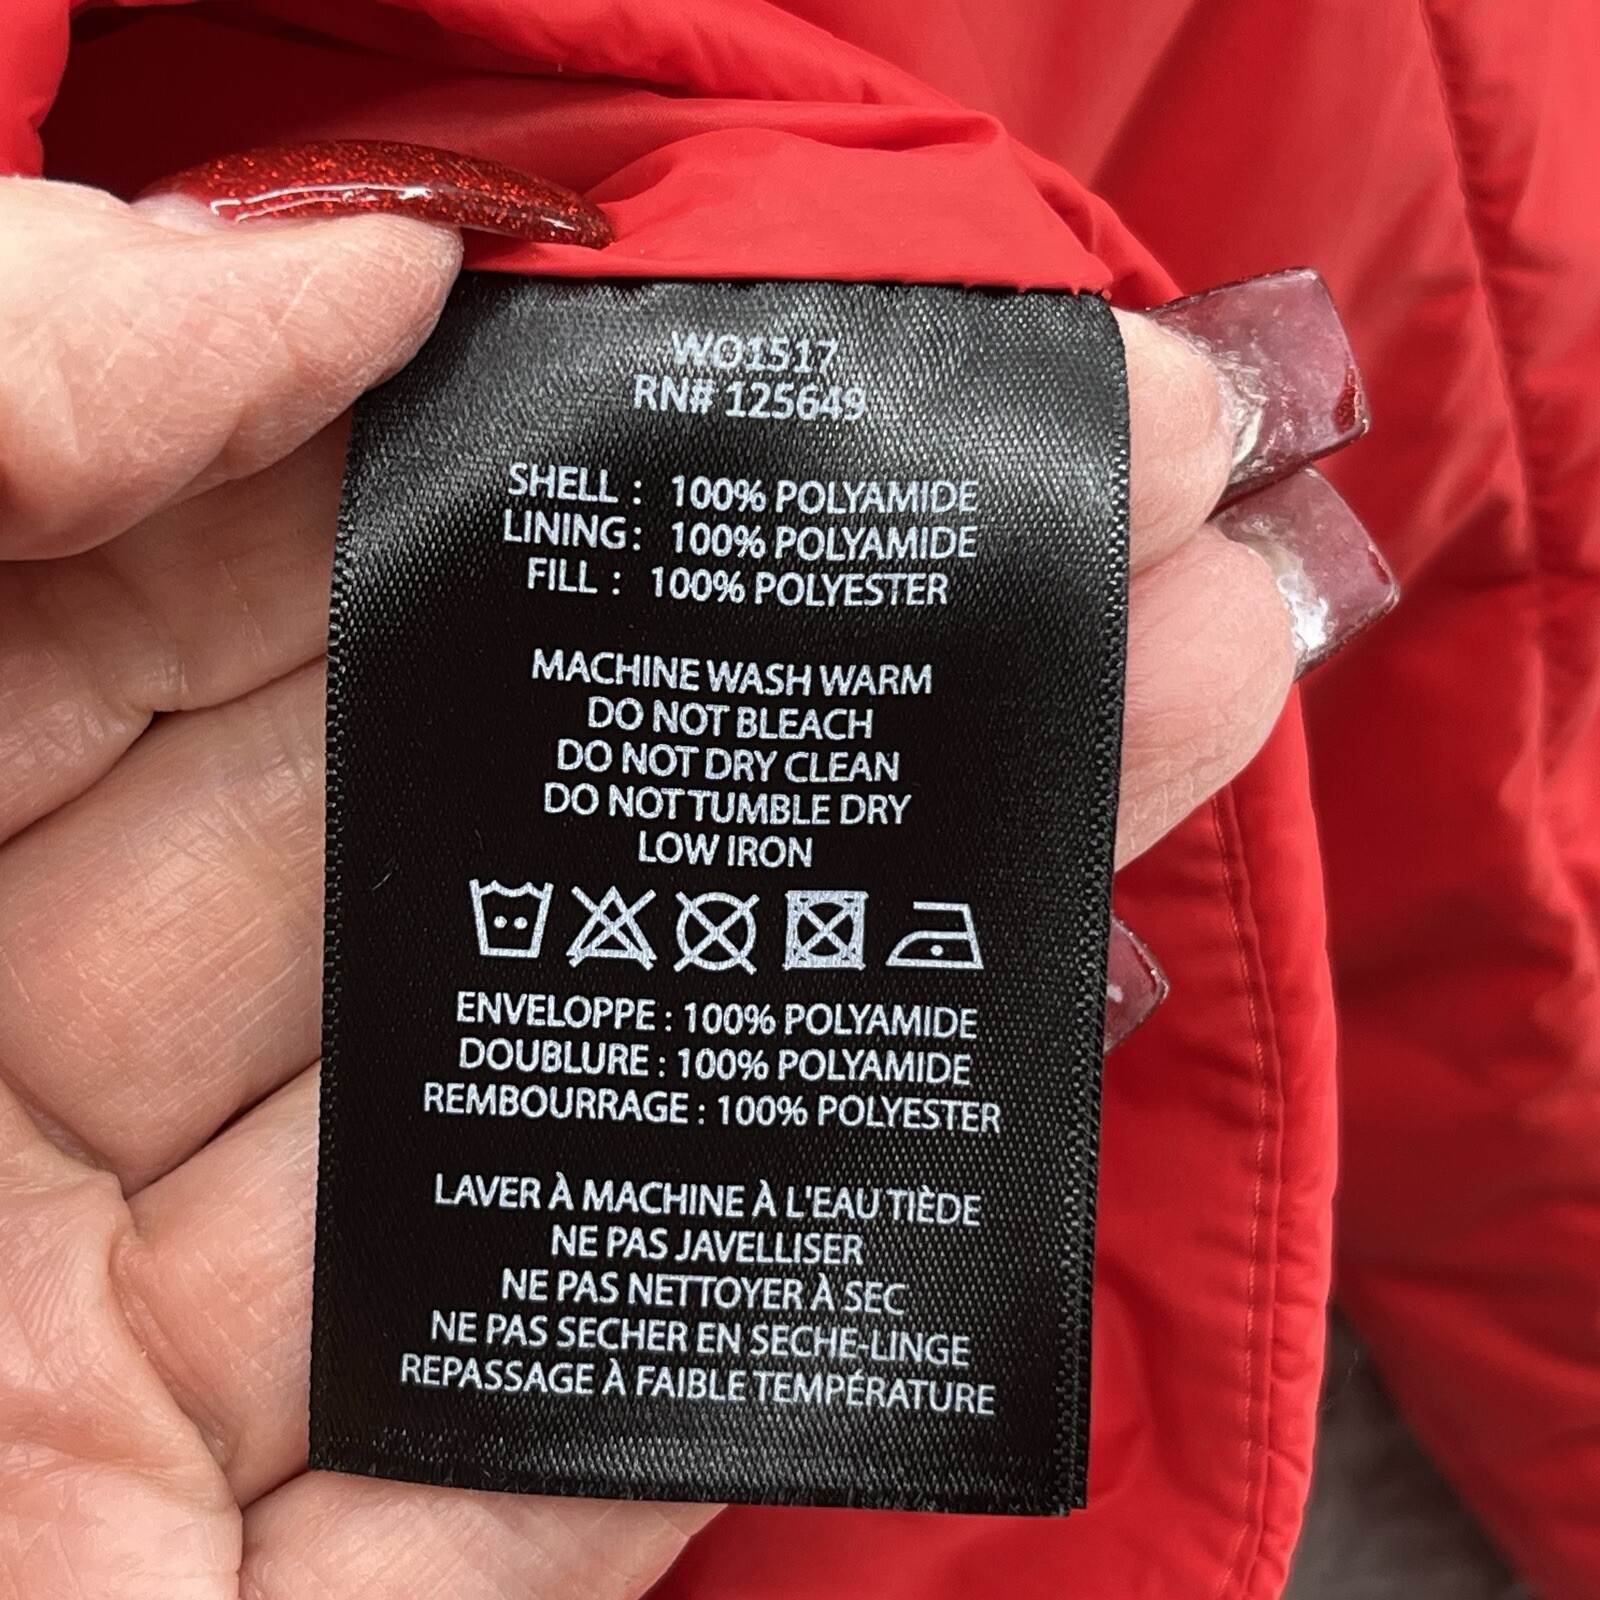 WO1517
RN# 125649
SHELL : 100% POLYAMIDE
LINING : 100% POLYAMIDE
FILL : 100% POLYESTER
MACHINE WASH WARM
DO NOT BLEACH
DO NOT DRY CLEAN
DO NOT TUMBLE DRY
LOW IRON
ENVELOPPE : 100% POLYAMIDE
DOUBLURE : 100% POLYAMIDE
REMBOURRAGE : 100% POLYESTER
LAVER À MACHINE À L'EAU TIÈDE
NE PAS JAVELLISER
NE PAS NETTOYER À SEC
NE PAS SECHER EN SECHE-LINGE
REPASSAGE À FAIBLE TEMPÉRATURE